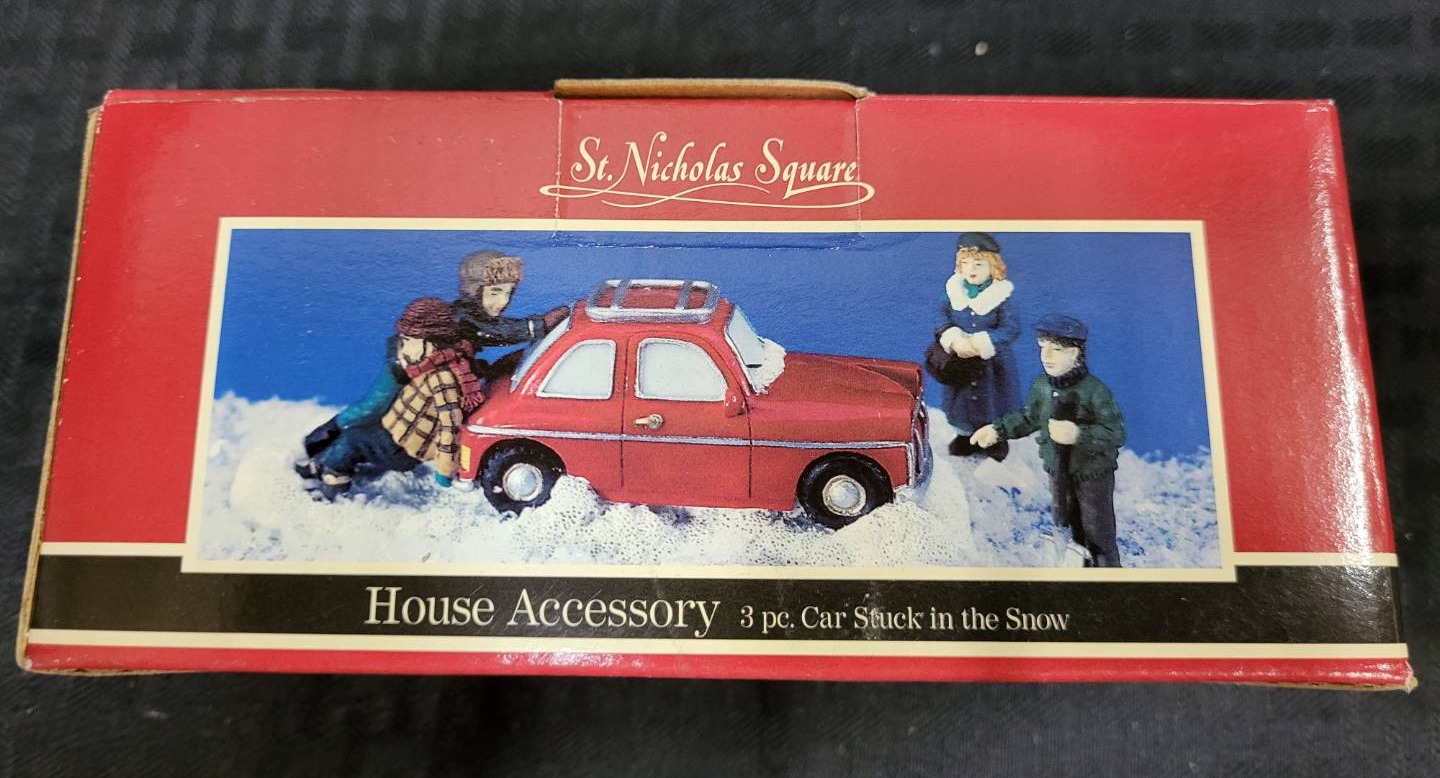 St. Nicholas Square
House Accessory 3 pc. Car Stuck in the Snow